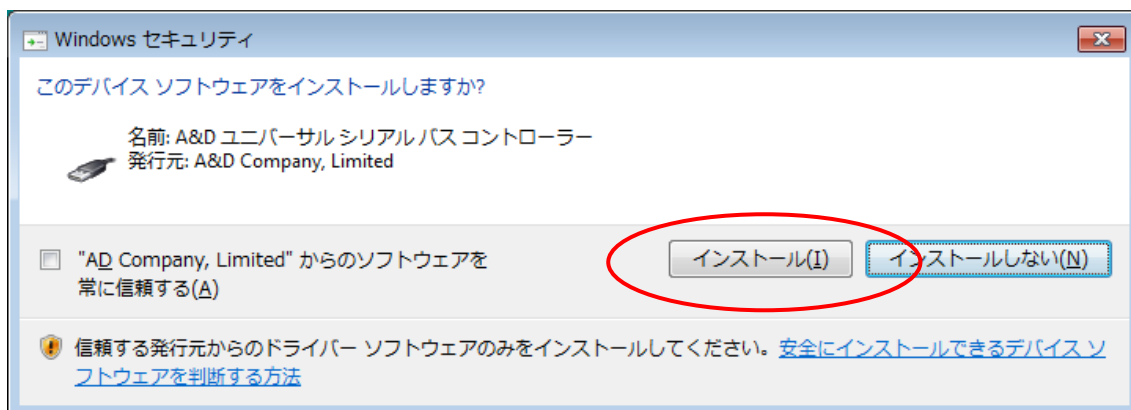 Windows セキュリティ
このデバイス ソフトウェアをインストールしますか?
名前: A&D ユニバーサル シリアル バス コントローラー
発行元: A&D Company, Limited
"AD Company, Limited" からのソフトウェアを
常に信頼する(A)
インストール(I)
インストールしない(N)
信頼する発行元からのドライバー ソフトウェアのみをインストールしてください。安全にインストールできるデバイス ソ
フトウェアを判断する方法